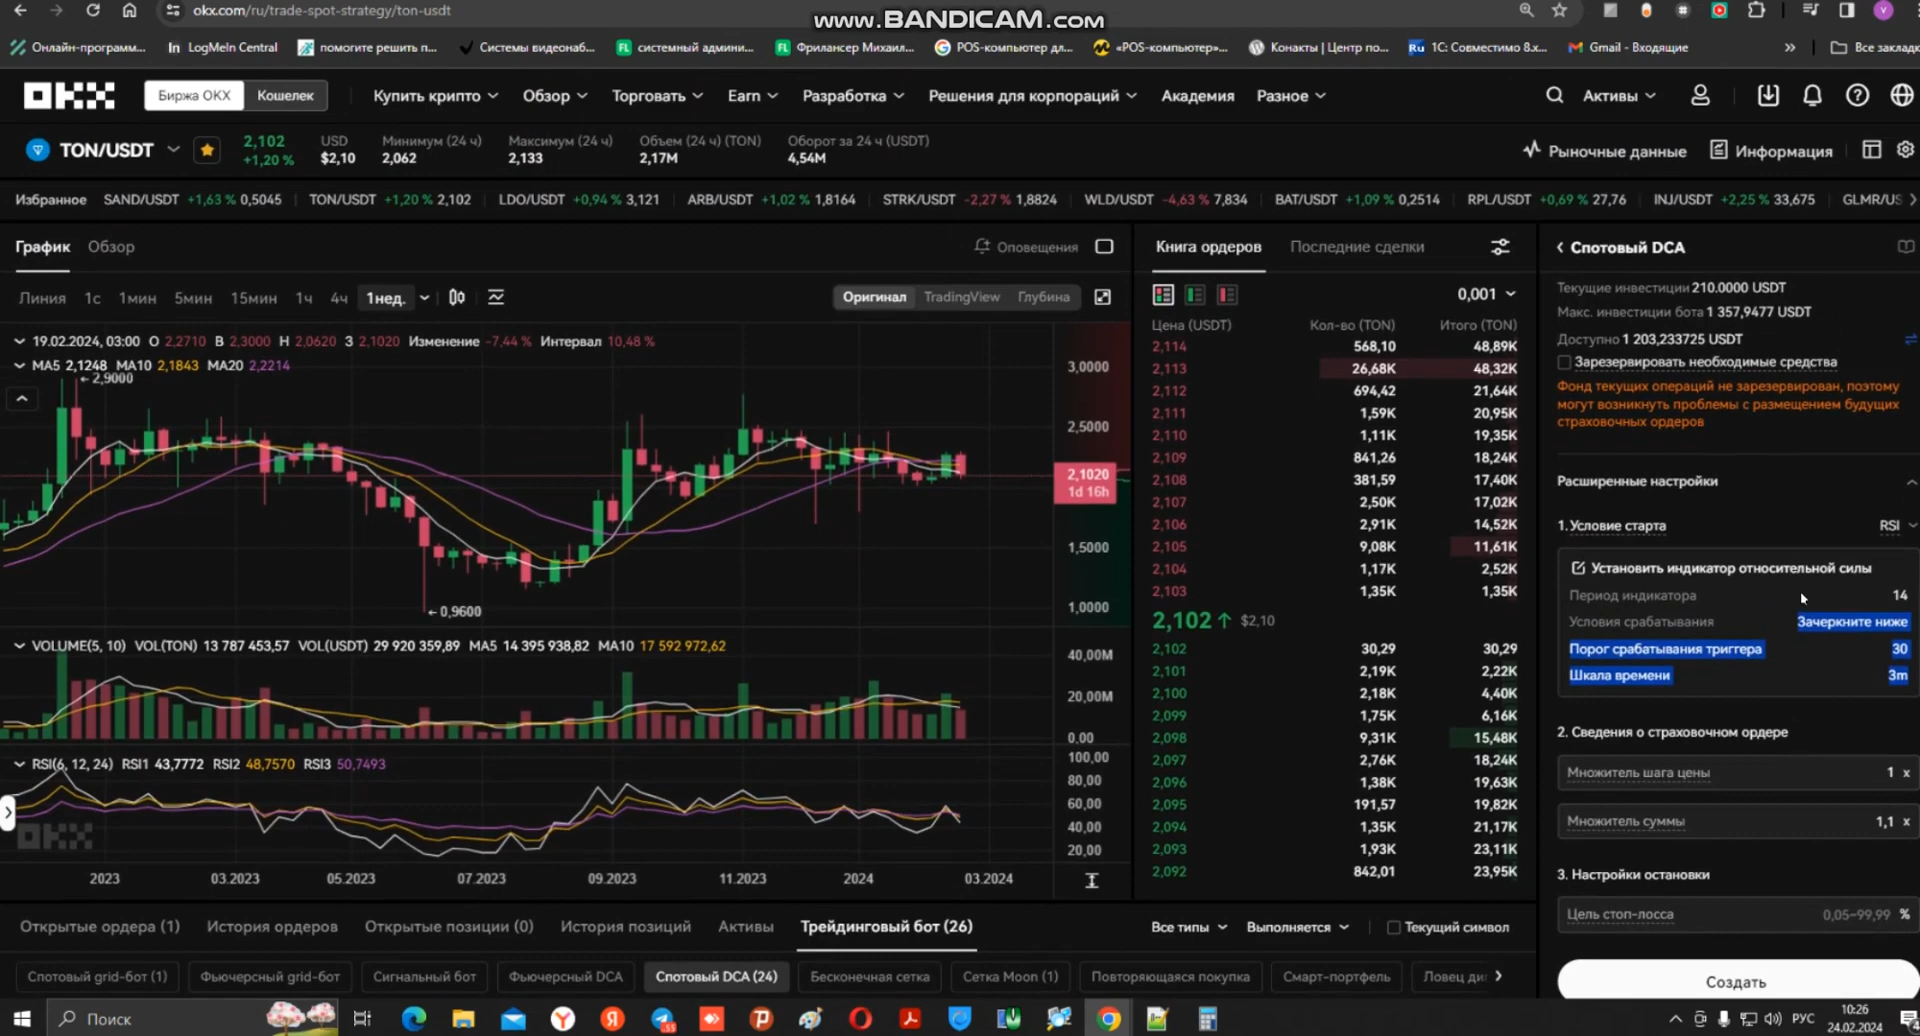 okx.com/ru/trade-spot-strategy/ton-usdt
www.BANDICAM.com
Онлайн-программ...
LogMeIn Central
помогите решить п...
Системы видеонаб...
системный админи...
Фрилансер Михаил...
POS-компьютер дл...
«POS-компьютер»...
Конакты | Центр по...
1С: Совместимо 8.x...
Gmail - Входящие
»
Все закладк
OKX
Биржа OKX
Кошелек
Купить крипто
Обзор
Торговать
Earn
Разработка
Решения для корпораций
Академия
Разное
Активы
TON/USDT
2,102
+1,20 %
USD
$2,10
Минимум (24 ч)
2,062
Максимум (24 ч)
2,133
Объем (24 ч) (TON)
2,17M
Оборот за 24 ч (USDT)
4,54M
Рыночные данные
Информация
Избранное
SAND/USDT +1,63 % 0,5045
TON/USDT +1,20 % 2,102
LDO/USDT +0,94 % 3,121
ARB/USDT +1,02 % 1,8164
STRK/USDT -2,27 % 1,8824
WLD/USDT -4,63 % 7,834
BAT/USDT +1,09 % 0,2514
RPL/USDT +0,69 % 27,76
INJ/USDT +2,25 % 33,675
GLMR/US
График
Обзор
Оповещения
Линия 1с 1мин 5мин 15мин 1ч 4ч 1нед.
Оригинал TradingView Глубина
19.02.2024, 03:00 О 2,2710 В 2,3000 Н 2,0620 З 2,1020 Изменение -7,44 % Интервал 10,48 %
MA5 2,1248 MA10 2,1843 MA20 2,2214
←2,9000
←0,9600
3,0000
2,5000
2,1020
1d 16h
1,5000
1,0000
VOLUME(5, 10) VOL(TON) 13 787 453,57 VOL(USDT) 29 920 359,89 MA5 14 395 938,82 MA10 17 592 972,62
40,00M
20,00M
0,00
RSI(6, 12, 24) RSI1 43,7772 RSI2 48,7570 RSI3 50,7493
100,00
80,00
60,00
40,00
20,00
OKX
2023 03.2023 05.2023 07.2023 09.2023 11.2023 2024 03.2024
Книга ордеров
Последние сделки
0,001
Цена (USDT) Кол-во (TON) Итого (TON)
2,114 568,10 48,89K
2,113 26,68K 48,32K
2,112 694,42 21,64K
2,111 1,59K 20,95K
2,110 1,11K 19,35K
2,109 841,26 18,24K
2,108 381,59 17,40K
2,107 2,50K 17,02K
2,106 2,91K 14,52K
2,105 9,08K 11,61K
2,104 1,17K 2,52K
2,103 1,35K 1,35K
2,102 ↑ $2,10
2,102 30,29 30,29
2,101 2,19K 2,22K
2,100 2,18K 4,40K
2,099 1,75K 6,16K
2,098 9,31K 15,48K
2,097 2,76K 18,24K
2,096 1,38K 19,63K
2,095 191,57 19,82K
2,094 1,35K 21,17K
2,093 1,93K 23,11K
2,092 842,01 23,95K
Спотовый DCA
Текущие инвестиции 210.0000 USDT
Макс. инвестиции бота 1 357,9477 USDT
Доступно 1 203,233725 USDT
Зарезервировать необходимые средства
Фонд текущих операций не зарезервирован, поэтому
могут возникнуть проблемы с размещением будущих
страховочных ордеров
Расширенные настройки
1.Условие старта RSI
Установить индикатор относительной силы
Период индикатора 14
Условия срабатывания Зачеркните ниже
Порог срабатывания триггера 30
Шкала времени 3m
2. Сведения о страховочном ордере
Множитель шага цены 1 x
Множитель суммы 1,1 x
3. Настройки остановки
Цель стоп-лосса 0,05-99,99 %
Создать
Открытые ордера (1)
История ордеров
Открытые позиции (0)
История позиций
Активы
Трейдинговый бот (26)
Все типы
Выполняется
Текущий символ
Спотовый grid-бот (1)
Фьючерсный grid-бот
Сигнальный бот
Фьючерсный DCA
Спотовый DCA (24)
Бесконечная сетка
Сетка Moon (1)
Повторяющаяся покупка
Смарт-портфель
Ловец ди
Поиск
РУС
10:26
24.02.2024